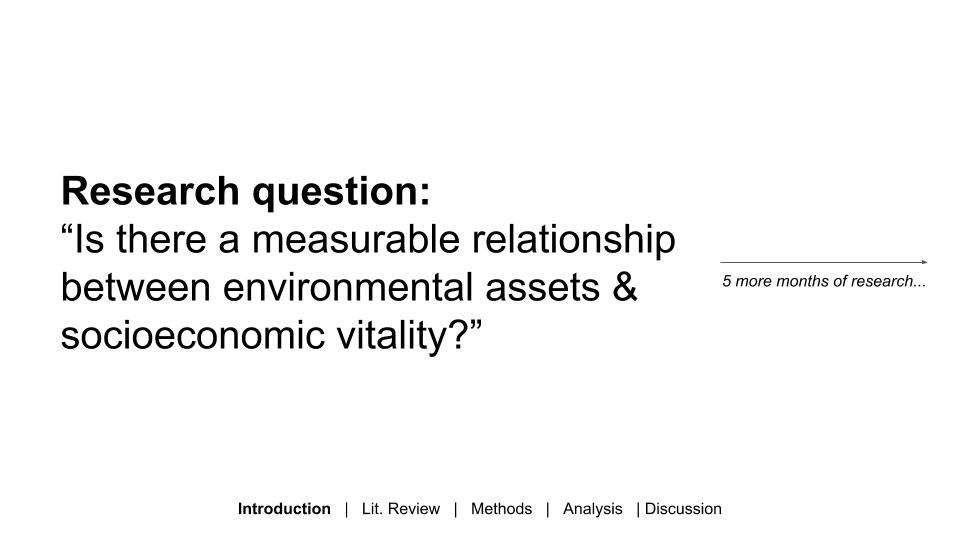 Research question:
“Is there a measurable relationship
between environmental assets &
socioeconomic vitality?”
5 more months of research...
Introduction | Lit. Review | Methods | Analysis | Discussion